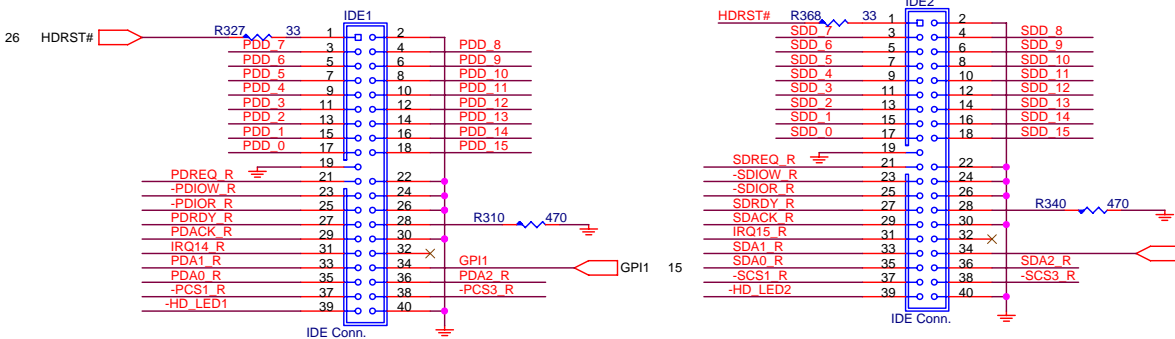 IDE1
26 HDRST# R327 33 1 2
PDD_7 3 4 PDD_8
PDD_6 5 6 PDD_9
PDD_5 7 8 PDD_10
PDD_4 9 10 PDD_11
PDD_3 11 12 PDD_12
PDD_2 13 14 PDD_13
PDD_1 15 16 PDD_14
PDD_0 17 18 PDD_15
19
PDREQ_R 21 22
-PDIOW_R 23 24
-PDIOR_R 25 26
PDRDY_R 27 28 R310 470
PDACK_R 29 30
IRQ14_R 31 32
PDA1_R 33 34 GPI1 GPI1 15
PDA0_R 35 36 PDA2_R
-PCS1_R 37 38 -PCS3_R
-HD_LED1 39 40
IDE Conn.
IDE2
HDRST# R368 33 1 2
SDD_7 3 4 SDD_8
SDD_6 5 6 SDD_9
SDD_5 7 8 SDD_10
SDD_4 9 10 SDD_11
SDD_3 11 12 SDD_12
SDD_2 13 14 SDD_13
SDD_1 15 16 SDD_14
SDD_0 17 18 SDD_15
19
SDREQ_R 21 22
-SDIOW_R 23 24
-SDIOR_R 25 26
SDRDY_R 27 28 R340 470
SDACK_R 29 30
IRQ15_R 31 32
SDA1_R 33 34
SDA0_R 35 36 SDA2_R
-SCS1_R 37 38 -SCS3_R
-HD_LED2 39 40
IDE Conn.